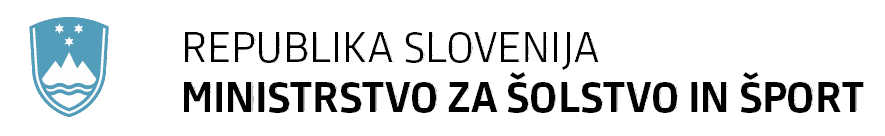 REPUBLIKA SLOVENIJA
MINISTRSTVO ZA ŠOLSTVO IN ŠPORT